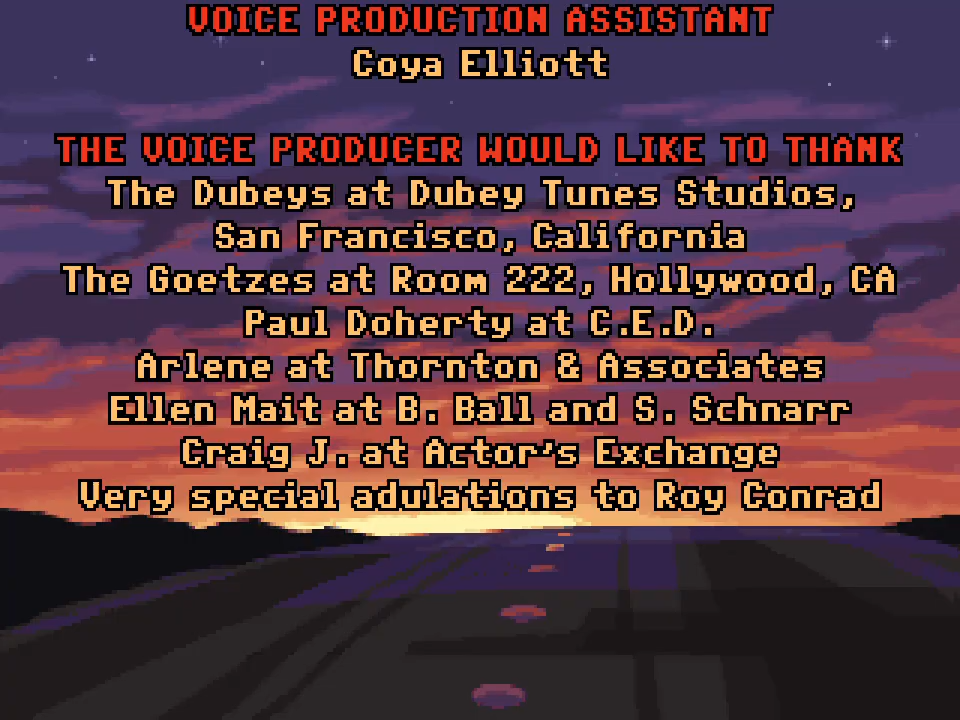 VOICE PRODUCTION ASSISTANT
Coya Elliott
THE VOICE PRODUCER WOULD LIKE TO THANK
The Dubeys at Dubey Tunes Studios,
San Francisco, California
The Goetzes at Room 222, Hollywood, CA
Paul Doherty at C.E.D.
Arlene at Thornton & Associates
Ellen Mait at B. Ball and S. Schnarr
Craig J. at Actor's Exchange
Very special adulations to Roy Conrad